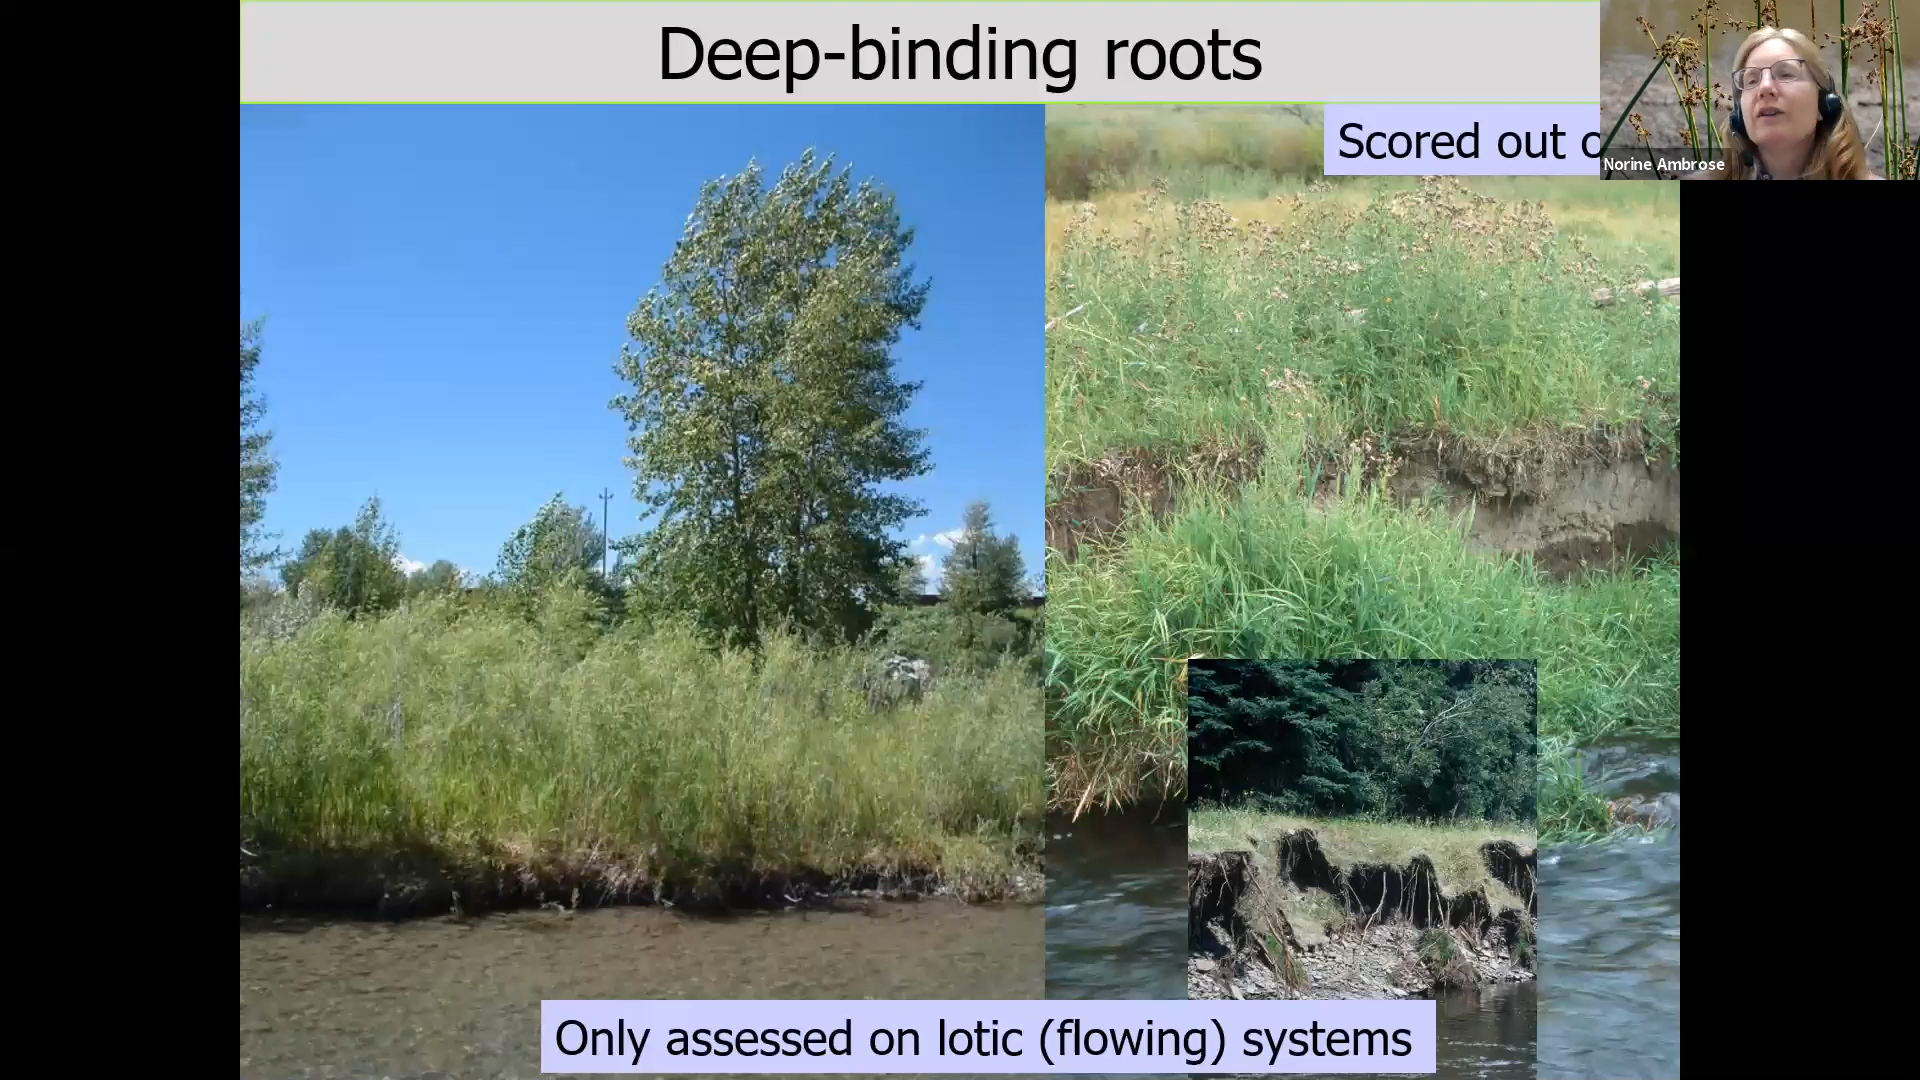 Deep-binding roots
Scored out
Norine Ambrose
Only assessed on lotic (flowing) systems